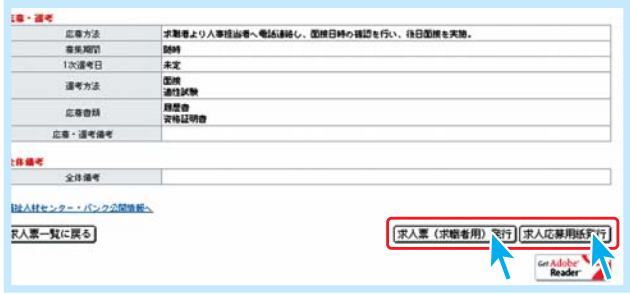 応募・選考
応募方法 求職者より人事担当者へ電話連絡し、面接日時の確認を行い、後日面接を実施。
募集期間 随時
1次選考日 未定
選考方法 面接
適性試験
応募書類 履歴書
資格証明書
応募・選考備考
全体備考
全体備考
福祉人材センター・バンク公開情報へ
求人票一覧に戻る 求人票（求職者用）発行 求人応募用紙発行
Get Adobe
Reader